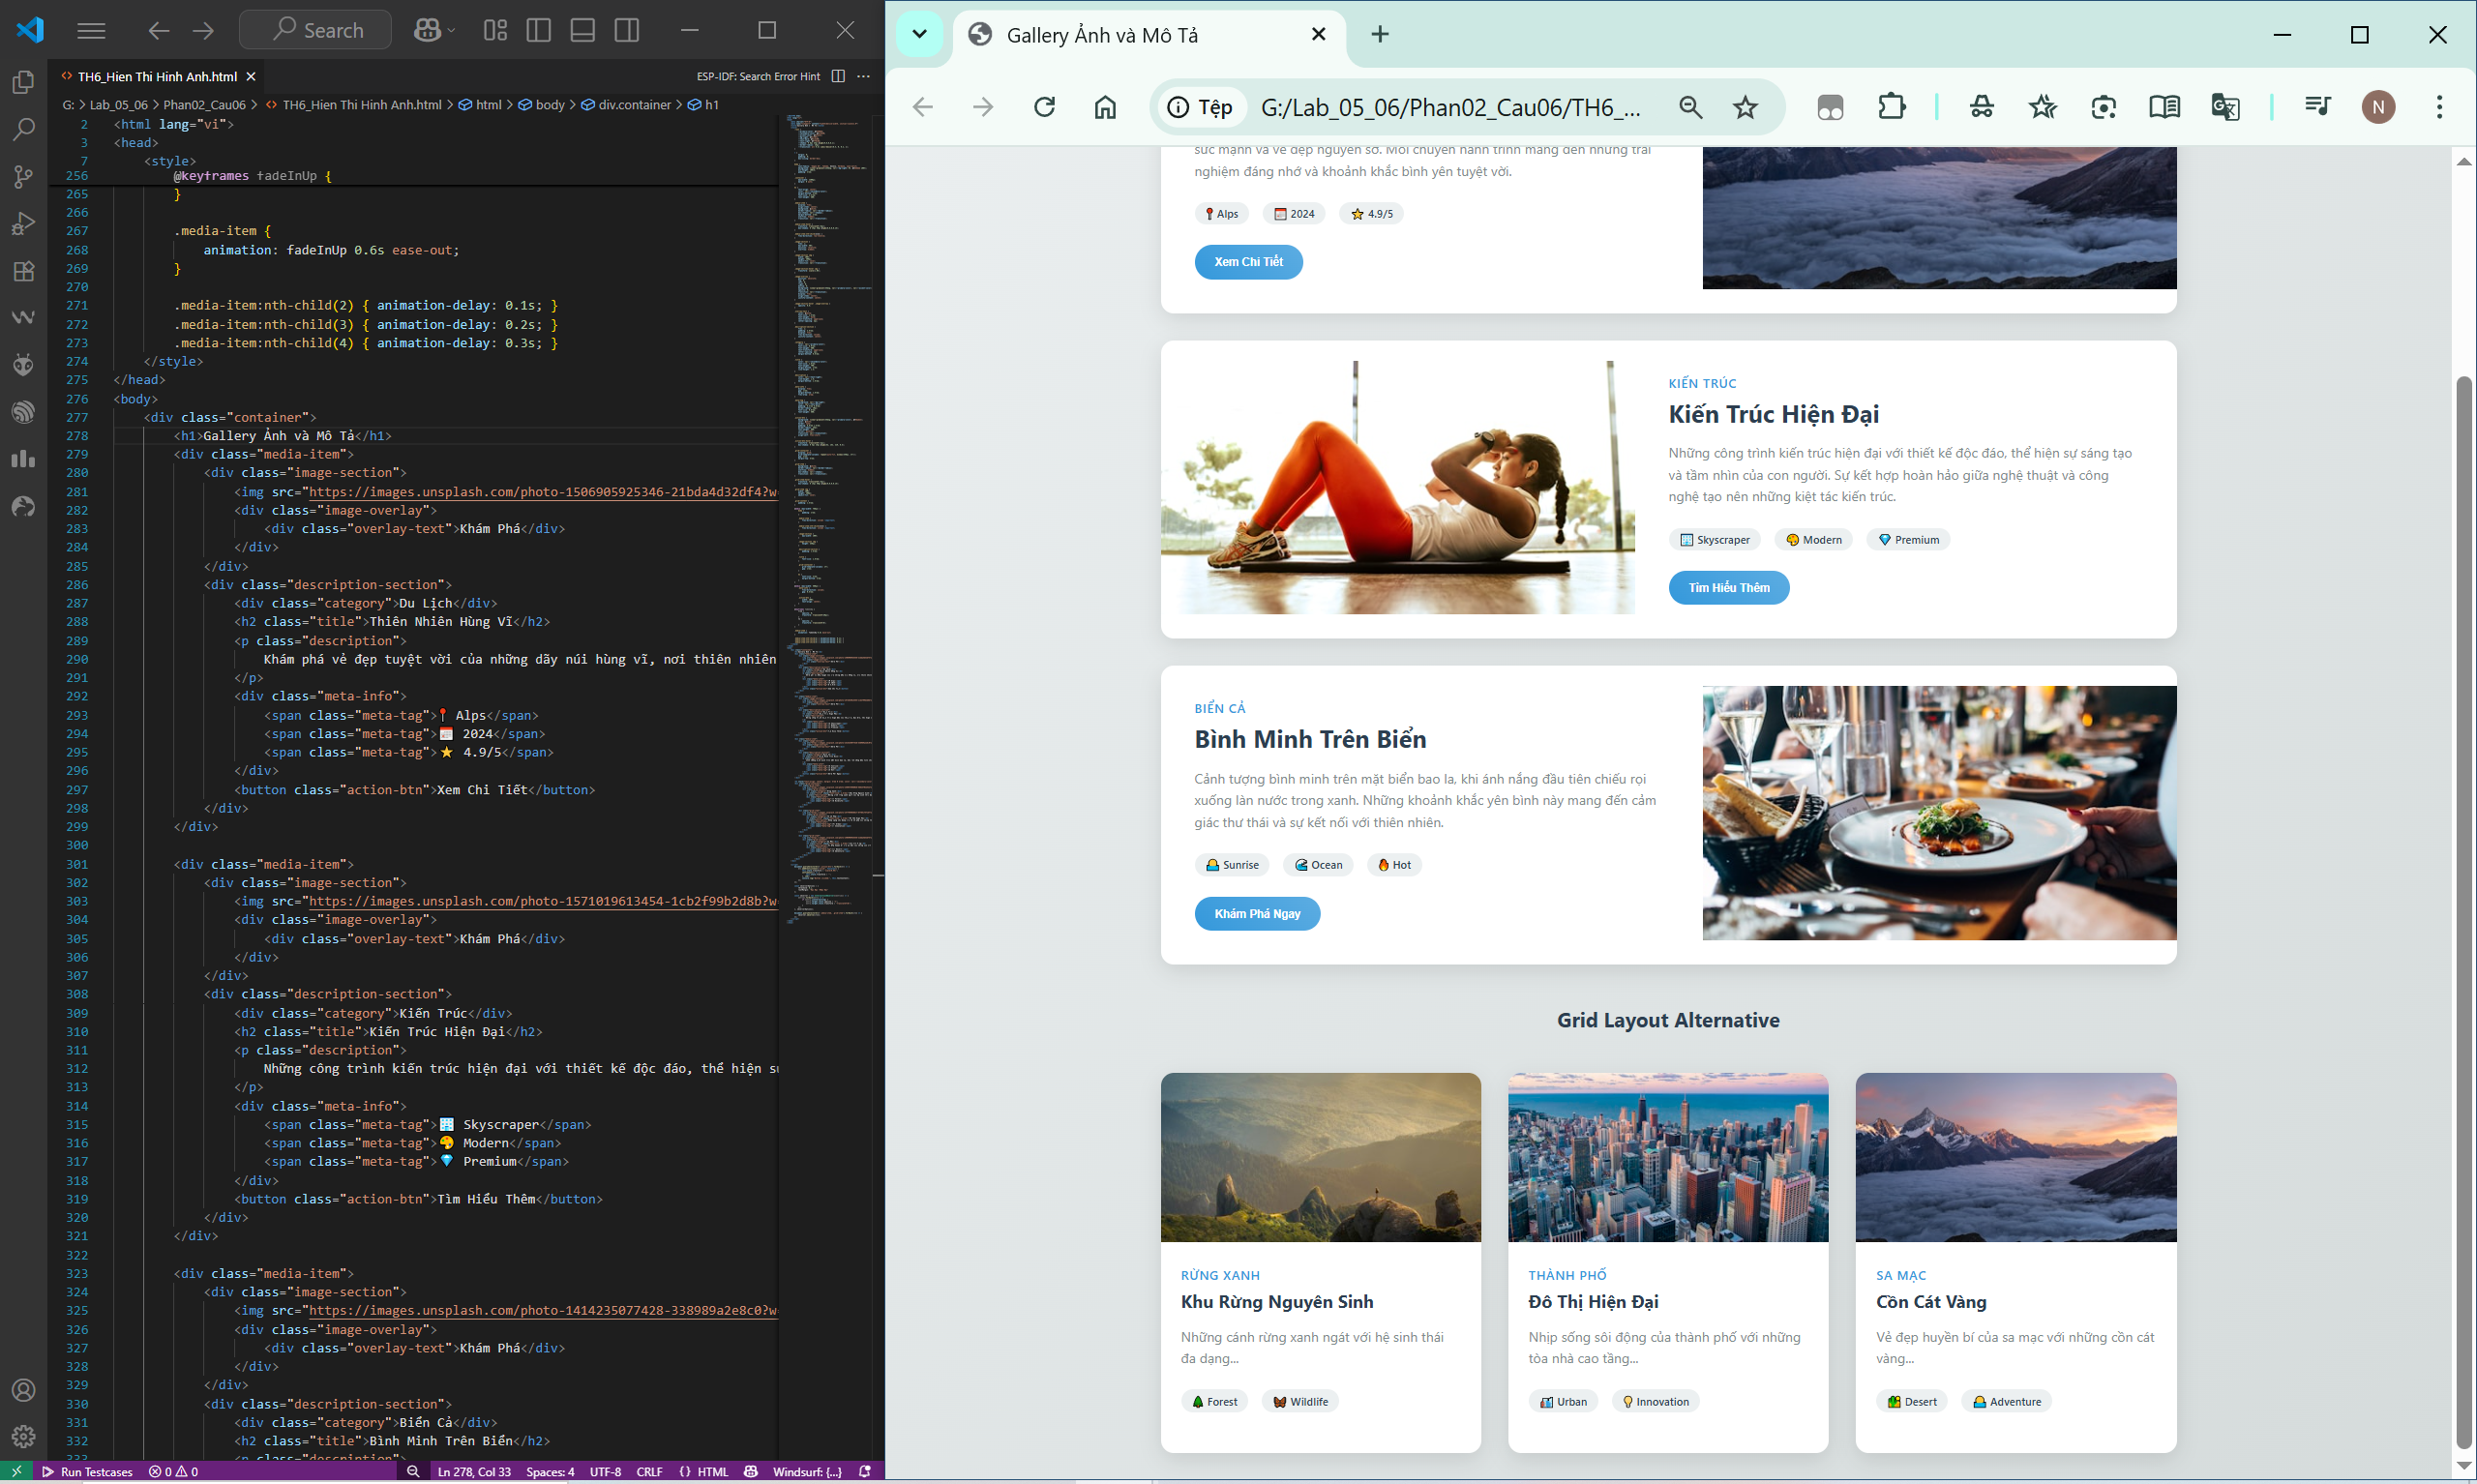 Search
TH6_Hien Thi Hinh Anh.html
ESP-IDF: Search Error Hint
G: > Lab_05_06 > Phan02_Cau06 > TH6_Hien Thi Hinh Anh.html > html > body > div.container > h1
2 <html lang="vi">
3 <head>
7 <style>
256 @keyframes fadeInUp {
265 }
266
267 .media-item {
268 animation: fadeInUp 0.6s ease-out;
269 }
270
271 .media-item:nth-child(2) { animation-delay: 0.1s; }
272 .media-item:nth-child(3) { animation-delay: 0.2s; }
273 .media-item:nth-child(4) { animation-delay: 0.3s; }
274 </style>
275 </head>
276 <body>
277 <div class="container">
278 <h1>Gallery Ảnh và Mô Tả</h1>
279 <div class="media-item">
280 <div class="image-section">
281 <img src="https://images.unsplash.com/photo-1506905925346-21bda4d32df4?w
282 <div class="image-overlay">
283 <div class="overlay-text">Khám Phá</div>
284 </div>
285 </div>
286 <div class="description-section">
287 <div class="category">Du Lịch</div>
288 <h2 class="title">Thiên Nhiên Hùng Vĩ</h2>
289 <p class="description">
290 Khám phá vẻ đẹp tuyệt vời của những dãy núi hùng vĩ, nơi thiên nhiên
291 </p>
292 <div class="meta-info">
293 <span class="meta-tag">📍 Alps</span>
294 <span class="meta-tag">📅 2024</span>
295 <span class="meta-tag">⭐ 4.9/5</span>
296 </div>
297 <button class="action-btn">Xem Chi Tiết</button>
298 </div>
299 </div>
300
301 <div class="media-item">
302 <div class="image-section">
303 <img src="https://images.unsplash.com/photo-1571019613454-1cb2f99b2d8b?w
304 <div class="image-overlay">
305 <div class="overlay-text">Khám Phá</div>
306 </div>
307 </div>
308 <div class="description-section">
309 <div class="category">Kiến Trúc</div>
310 <h2 class="title">Kiến Trúc Hiện Đại</h2>
311 <p class="description">
312 Những công trình kiến trúc hiện đại với thiết kế độc đáo, thể hiện s
313 </p>
314 <div class="meta-info">
315 <span class="meta-tag">🏢 Skyscraper</span>
316 <span class="meta-tag">🎨 Modern</span>
317 <span class="meta-tag">💎 Premium</span>
318 </div>
319 <button class="action-btn">Tìm Hiểu Thêm</button>
320 </div>
321 </div>
322
323 <div class="media-item">
324 <div class="image-section">
325 <img src="https://images.unsplash.com/photo-1414235077428-338989a2e8c0?w
326 <div class="image-overlay">
327 <div class="overlay-text">Khám Phá</div>
328 </div>
329 </div>
330 <div class="description-section">
331 <div class="category">Biển Cả</div>
332 <h2 class="title">Bình Minh Trên Biển</h2>
Run Testcases 0 0 Ln 278, Col 33 Spaces: 4 UTF-8 CRLF {} HTML Windsurf: {...}
Gallery Ảnh và Mô Tả
Tệp G:/Lab_05_06/Phan02_Cau06/TH6_...
N
sức mạnh và vẻ đẹp nguyên sơ. Mỗi chuyến hành trình mang đến những trải
nghiệm đáng nhớ và khoảnh khắc bình yên tuyệt vời.
📍 Alps 📅 2024 ⭐ 4.9/5
Xem Chi Tiết
KIẾN TRÚC
Kiến Trúc Hiện Đại
Những công trình kiến trúc hiện đại với thiết kế độc đáo, thể hiện sự sáng tạo
và tầm nhìn của con người. Sự kết hợp hoàn hảo giữa nghệ thuật và công
nghệ tạo nên những kiệt tác kiến trúc.
🏢 Skyscraper 🎨 Modern 💎 Premium
Tìm Hiểu Thêm
BIỂN CẢ
Bình Minh Trên Biển
Cảnh tượng bình minh trên mặt biển bao la, khi ánh nắng đầu tiên chiếu rọi
xuống làn nước trong xanh. Những khoảnh khắc yên bình này mang đến cảm
giác thư thái và sự kết nối với thiên nhiên.
🌅 Sunrise 🌊 Ocean 🔥 Hot
Khám Phá Ngay
Grid Layout Alternative
RỪNG XANH
Khu Rừng Nguyên Sinh
Những cánh rừng xanh ngát với hệ sinh thái
đa dạng...
🌲 Forest 🦋 Wildlife
THÀNH PHỐ
Đô Thị Hiện Đại
Nhịp sống sôi động của thành phố với những
tòa nhà cao tầng...
🏙️ Urban 💡 Innovation
SA MẠC
Cồn Cát Vàng
Vẻ đẹp huyền bí của sa mạc với những cồn cát
vàng...
🏜️ Desert 🌅 Adventure